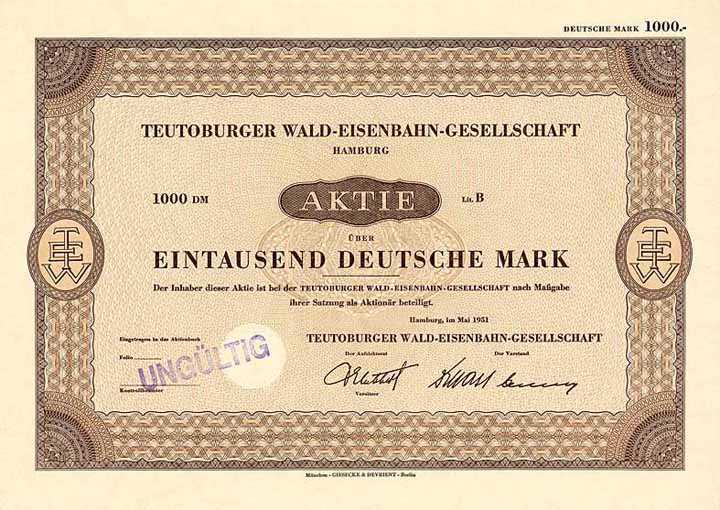 DEUTSCHE MARK 1000.-
TEUTOBURGER WALD-EISENBAHN-GESELLSCHAFT
HAMBURG
1000 DM
AKTIE
Lit. B
ÜBER
EINTAUSEND DEUTSCHE MARK
Der Inhaber dieser Aktie ist bei der TEUTOBURGER WALD-EISENBAHN-GESELLSCHAFT nach Maßgabe
ihrer Satzung als Aktionär beteiligt.
Hamburg, im Mai 1951
TEW
TEW
Eingetragen in das Aktienbuch
Folio
Kontrollbeamter
UNGÜLTIG
TEUTOBURGER WALD-EISENBAHN-GESELLSCHAFT
Der Aufsichtsrat
Der Vorstand
Vorsitzer
München - GIESECKE & DEVRIENT - Berlin